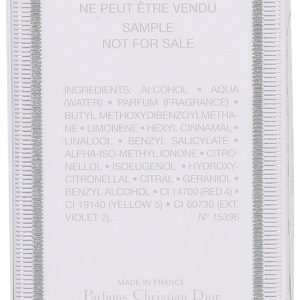 NE PEUT ÊTRE VENDU
SAMPLE
NOT FOR SALE
INGREDIENTS: ALCOHOL • AQUA
(WATER) • PARFUM (FRAGRANCE) •
BUTYL METHOXYDIBENZOYLMETHA-
NE • LIMONENE • HEXYL CINNAMAL •
LINALOOL • BENZYL SALICYLATE •
ALPHA-ISO-METHYLIONONE • CITRO-
NELLOL • ISOEUGENOL • HYDROXY-
CITRONELLAL • CITRAL • GERANIOL •
BENZYL ALCOHOL • CI 14700 (RED 4) •
CI 19140 (YELLOW 5) • CI 60730 (EXT.
VIOLET 2).
N° 15396
MADE IN FRANCE
Parfums Christian Dior